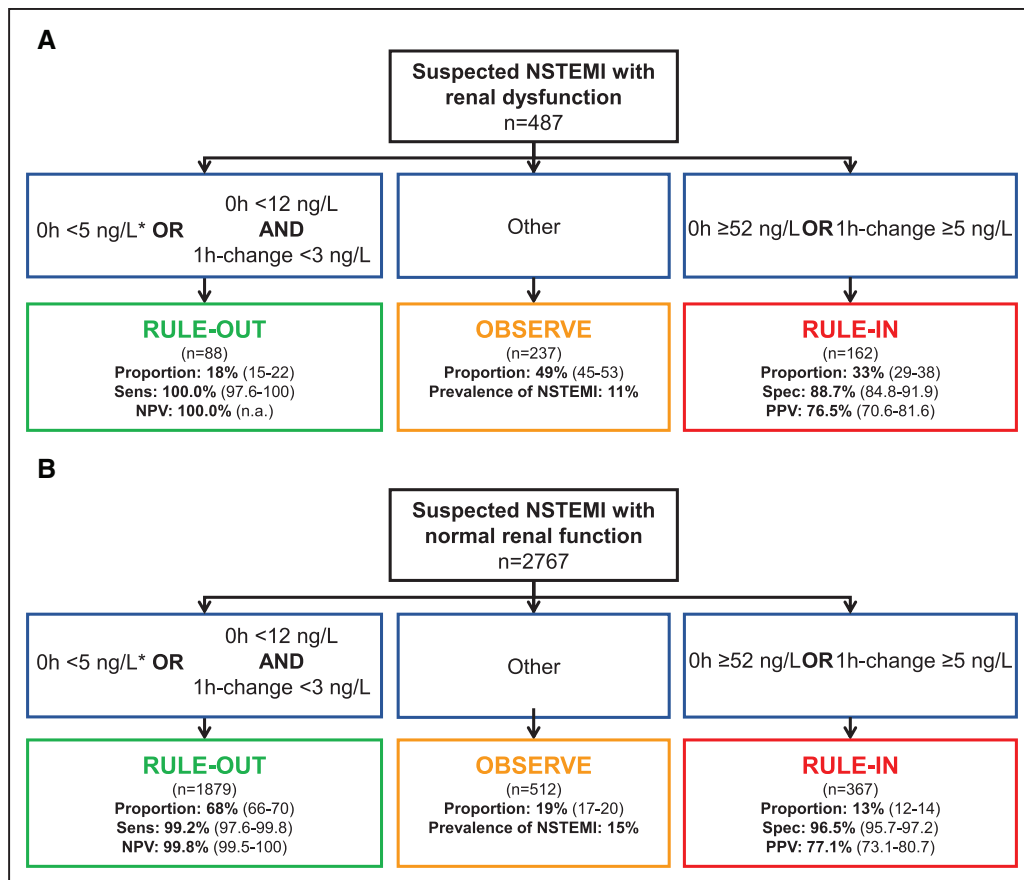 A
Suspected NSTEMI with
renal dysfunction
n=487
0h <5 ng/L* OR
0h <12 ng/L
AND
1h-change <3 ng/L
Other
0h ≥52 ng/L OR 1h-change ≥5 ng/L
RULE-OUT
(n=88)
Proportion: 18% (15-22)
Sens: 100.0% (97.6-100)
NPV: 100.0% (n.a.)
OBSERVE
(n=237)
Proportion: 49% (45-53)
Prevalence of NSTEMI: 11%
RULE-IN
(n=162)
Proportion: 33% (29-38)
Spec: 88.7% (84.8-91.9)
PPV: 76.5% (70.6-81.6)
B
Suspected NSTEMI with
normal renal function
n=2767
0h <5 ng/L* OR
0h <12 ng/L
AND
1h-change <3 ng/L
Other
0h ≥52 ng/L OR 1h-change ≥5 ng/L
RULE-OUT
(n=1879)
Proportion: 68% (66-70)
Sens: 99.2% (97.6-99.8)
NPV: 99.8% (99.5-100)
OBSERVE
(n=512)
Proportion: 19% (17-20)
Prevalence of NSTEMI: 15%
RULE-IN
(n=367)
Proportion: 13% (12-14)
Spec: 96.5% (95.7-97.2)
PPV: 77.1% (73.1-80.7)